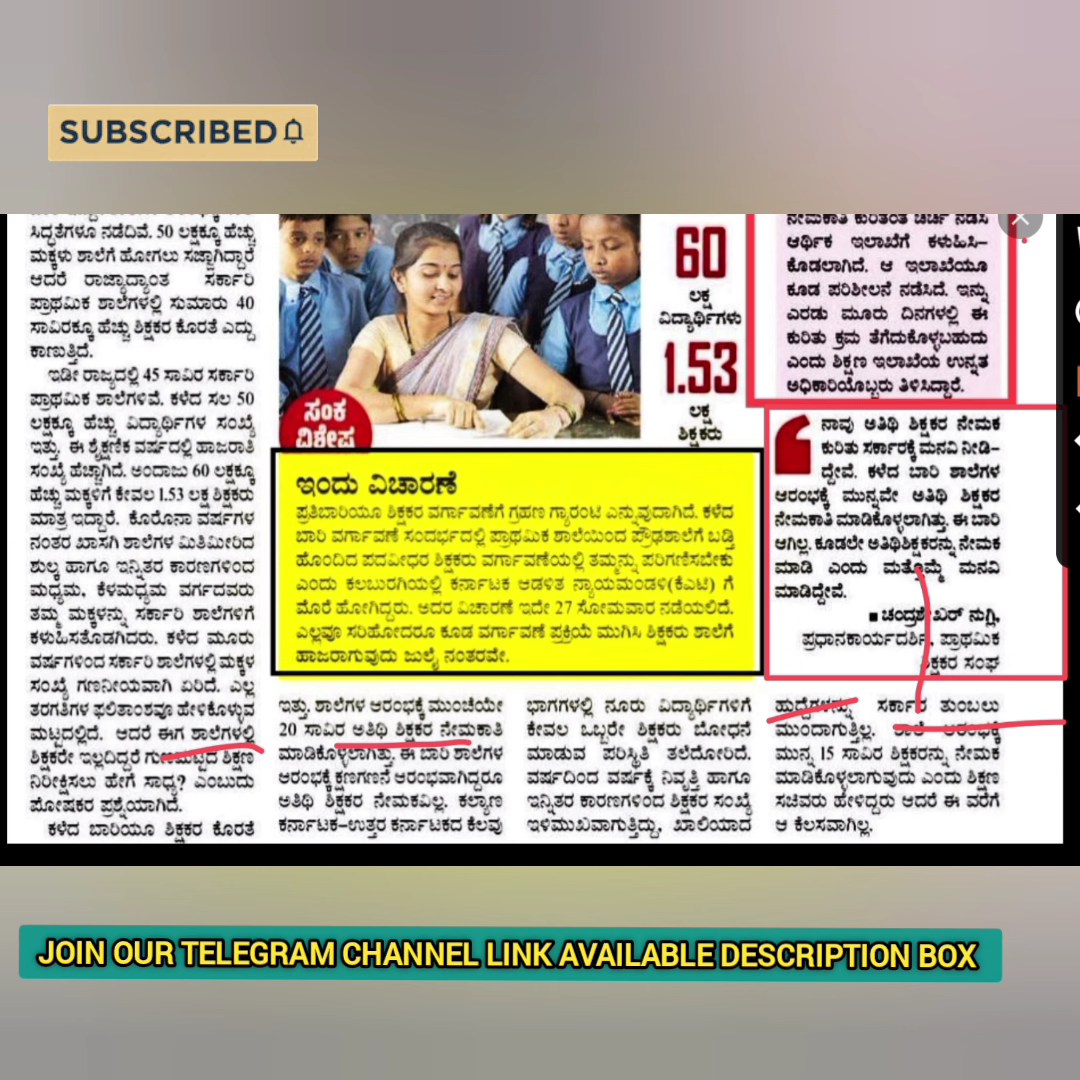 SUBSCRIBED
ಸಿದ್ಧತೆಗಳೂ ನಡೆದಿವೆ. 50 ಲಕ್ಷಕ್ಕೂ ಹೆಚ್ಚು
ಮಕ್ಕಳು ಶಾಲೆಗೆ ಹೋಗಲು ಸಜ್ಜಾಗಿದ್ದಾರೆ
ಆದರೆ ರಾಜ್ಯಾದ್ಯಾಂತ ಸರ್ಕಾರಿ
ಪ್ರಾಥಮಿಕ ಶಾಲೆಗಳಲ್ಲಿ ಸುಮಾರು 40
ಸಾವಿರಕ್ಕೂ ಹೆಚ್ಚು ಶಿಕ್ಷಕರ ಕೊರತೆ ಎದ್ದು
ಕಾಣುತ್ತಿದೆ.
ಇಡೀ ರಾಜ್ಯದಲ್ಲಿ 45 ಸಾವಿರ ಸರ್ಕಾರಿ
ಪ್ರಾಥಮಿಕ ಶಾಲೆಗಳಿವೆ. ಕಳೆದ ಸಲ 50
ಲಕ್ಷಕ್ಕೂ ಹೆಚ್ಚು ವಿದ್ಯಾರ್ಥಿಗಳ ಸಂಖ್ಯೆ
ಇತ್ತು. ಈ ಶೈಕ್ಷಣಿಕ ವರ್ಷದಲ್ಲಿ ಹಾಜರಾತಿ
ಸಂಖ್ಯೆ ಹೆಚ್ಚಾಗಿದೆ. ಅಂದಾಜು 60 ಲಕ್ಷಕ್ಕೂ
ಹೆಚ್ಚು ಮಕ್ಕಳಿಗೆ ಕೇವಲ 1.53 ಲಕ್ಷ ಶಿಕ್ಷಕರು
ಮಾತ್ರ ಇದ್ದಾರೆ. ಕೊರೊನಾ ವರ್ಷಗಳ
ನಂತರ ಖಾಸಗಿ ಶಾಲೆಗಳ ಮಿತಿಮೀರಿದ
ಶುಲ್ಕ ಹಾಗೂ ಇನ್ನಿತರ ಕಾರಣಗಳಿಂದ
ಮಧ್ಯಮ, ಕೆಳಮಧ್ಯಮ ವರ್ಗದವರು
ತಮ್ಮ ಮಕ್ಕಳನ್ನು ಸರ್ಕಾರಿ ಶಾಲೆಗಳಿಗೆ
ಕಳುಹಿಸತೊಡಗಿದರು. ಕಳೆದ ಮೂರು
ವರ್ಷಗಳಿಂದ ಸರ್ಕಾರಿ ಶಾಲೆಗಳಲ್ಲಿ ಮಕ್ಕಳ
ಸಂಖ್ಯೆ ಗಣನೀಯವಾಗಿ ಏರಿದೆ. ಎಲ್ಲ
ತರಗತಿಗಳ ಫಲಿತಾಂಶವೂ ಹೇಳಿಕೊಳ್ಳುವ
ಮಟ್ಟದಲ್ಲಿದೆ. ಆದರೆ ಈಗ ಶಾಲೆಗಳಲ್ಲಿ
ಶಿಕ್ಷಕರೇ ಇಲ್ಲದಿದ್ದರೆ ಗುಣಮಟ್ಟದ ಶಿಕ್ಷಣ
ನಿರೀಕ್ಷಿಸಲು ಹೇಗೆ ಸಾಧ್ಯ? ಎಂಬುದು
ಪೋಷಕರ ಪ್ರಶ್ನೆಯಾಗಿದೆ.
ಕಳೆದ ಬಾರಿಯೂ ಶಿಕ್ಷಕರ ಕೊರತೆ
ಸಂಕ
ವಿಶೇಷ
60
ಲಕ್ಷ
ವಿದ್ಯಾರ್ಥಿಗಳು
1.53
ಲಕ್ಷ
ಶಿಕ್ಷಕರು
ಇಂದು ವಿಚಾರಣೆ
ಪ್ರತಿಬಾರಿಯೂ ಶಿಕ್ಷಕರ ವರ್ಗಾವಣೆಗೆ ಗ್ರಹಣ ಗ್ಯಾರಂಟಿ ಎನ್ನುವುದಾಗಿದೆ. ಕಳೆದ
ಬಾರಿ ವರ್ಗಾವಣೆ ಸಂದರ್ಭದಲ್ಲಿ ಪ್ರಾಥಮಿಕ ಶಾಲೆಯಿಂದ ಪ್ರೌಢಶಾಲೆಗೆ ಬಡ್ತಿ
ಹೊಂದಿದ ಪದವೀಧರ ಶಿಕ್ಷಕರು ವರ್ಗಾವಣೆಯಲ್ಲಿ ತಮ್ಮನ್ನು ಪರಿಗಣಿಸಬೇಕು
ಎಂದು ಕಲಬುರಗಿಯಲ್ಲಿ ಕರ್ನಾಟಕ ಆಡಳಿತ ನ್ಯಾಯಮಂಡಳಿ(ಕೆಎಟಿ) ಗೆ
ಮೊರೆ ಹೋಗಿದ್ದರು. ಅದರ ವಿಚಾರಣೆ ಇದೇ 27 ಸೋಮವಾರ ನಡೆಯಲಿದೆ.
ಎಲ್ಲವೂ ಸರಿಹೋದರೂ ಕೂಡ ವರ್ಗಾವಣೆ ಪ್ರಕ್ರಿಯೆ ಮುಗಿಸಿ ಶಿಕ್ಷಕರು ಶಾಲೆಗೆ
ಹಾಜರಾಗುವುದು ಜುಲೈ ನಂತರವೇ.
ಇತ್ತು. ಶಾಲೆಗಳ ಆರಂಭಕ್ಕೆ ಮುಂಚೆಯೇ
20 ಸಾವಿರ ಅತಿಥಿ ಶಿಕ್ಷಕರ ನೇಮಕಾತಿ
ಮಾಡಿಕೊಳ್ಳಲಾಗಿತ್ತು. ಈ ಬಾರಿ ಶಾಲೆಗಳ
ಆರಂಭಕ್ಕೆ ಕ್ಷಣಗಣನೆ ಆರಂಭವಾಗಿದ್ದರೂ
ಅತಿಥಿ ಶಿಕ್ಷಕರ ನೇಮಕವಿಲ್ಲ. ಕಲ್ಯಾಣ
ಕರ್ನಾಟಕ-ಉತ್ತರ ಕರ್ನಾಟಕದ ಕೆಲವು
ಭಾಗಗಳಲ್ಲಿ ನೂರು ವಿದ್ಯಾರ್ಥಿಗಳಿಗೆ
ಕೇವಲ ಒಬ್ಬರೇ ಶಿಕ್ಷಕರು ಬೋಧನೆ
ಮಾಡುವ ಪರಿಸ್ಥಿತಿ ತಲೆದೋರಿದೆ.
ವರ್ಷದಿಂದ ವರ್ಷಕ್ಕೆ ನಿವೃತ್ತಿ ಹಾಗೂ
ಇನ್ನಿತರ ಕಾರಣಗಳಿಂದ ಶಿಕ್ಷಕರ ಸಂಖ್ಯೆ
ಇಳಿಮುಖವಾಗುತ್ತಿದ್ದು, ಖಾಲಿಯಾದ
ನೇಮಕಾತಿ ಕುರಿತಂತೆ ಚರ್ಚೆ ನಡೆಸಿ
ಆರ್ಥಿಕ ಇಲಾಖೆಗೆ ಕಳುಹಿಸಿ-
ಕೊಡಲಾಗಿದೆ. ಆ ಇಲಾಖೆಯೂ
ಕೂಡ ಪರಿಶೀಲನೆ ನಡೆಸಿದೆ. ಇನ್ನು
ಎರಡು ಮೂರು ದಿನಗಳಲ್ಲಿ ಈ
ಕುರಿತು ಕ್ರಮ ತೆಗೆದುಕೊಳ್ಳಬಹುದು
ಎಂದು ಶಿಕ್ಷಣ ಇಲಾಖೆಯ ಉನ್ನತ
ಅಧಿಕಾರಿಯೊಬ್ಬರು ತಿಳಿಸಿದ್ದಾರೆ.
ನಾವು ಅತಿಥಿ ಶಿಕ್ಷಕರ ನೇಮಕ
ಕುರಿತು ಸರ್ಕಾರಕ್ಕೆ ಮನವಿ ನೀಡಿ-
ದ್ದೇವೆ. ಕಳೆದ ಬಾರಿ ಶಾಲೆಗಳ
ಆರಂಭಕ್ಕೆ ಮುನ್ನವೇ ಅತಿಥಿ ಶಿಕ್ಷಕರ
ನೇಮಕಾತಿ ಮಾಡಿಕೊಳ್ಳಲಾಗಿತ್ತು. ಈ ಬಾರಿ
ಆಗಿಲ್ಲ. ಕೂಡಲೇ ಅತಿಥಿಶಿಕ್ಷಕರನ್ನು ನೇಮಕ
ಮಾಡಿ ಎಂದು ಮತ್ತೊಮ್ಮೆ ಮನವಿ
ಮಾಡಿದ್ದೇವೆ.
■ ಚಂದ್ರಶೇಖರ್ ನುಗ್ಲಿ,
ಪ್ರಧಾನಕಾರ್ಯದರ್ಶಿ, ಪ್ರಾಥಮಿಕ
ಶಿಕ್ಷಕರ ಸಂಘ
ಹುದ್ದೆಗಳನ್ನು ಸರ್ಕಾರ ತುಂಬಲು
ಮುಂದಾಗುತ್ತಿಲ್ಲ. ಶಾಲೆ ಆರಂಭಕ್ಕೆ
ಮುನ್ನ 15 ಸಾವಿರ ಶಿಕ್ಷಕರನ್ನು ನೇಮಕ
ಮಾಡಿಕೊಳ್ಳಲಾಗುವುದು ಎಂದು ಶಿಕ್ಷಣ
ಸಚಿವರು ಹೇಳಿದ್ದರು ಆದರೆ ಈ ವರೆಗೆ
ಆ ಕೆಲಸವಾಗಿಲ್ಲ.
JOIN OUR TELEGRAM CHANNEL LINK AVAILABLE DESCRIPTION BOX